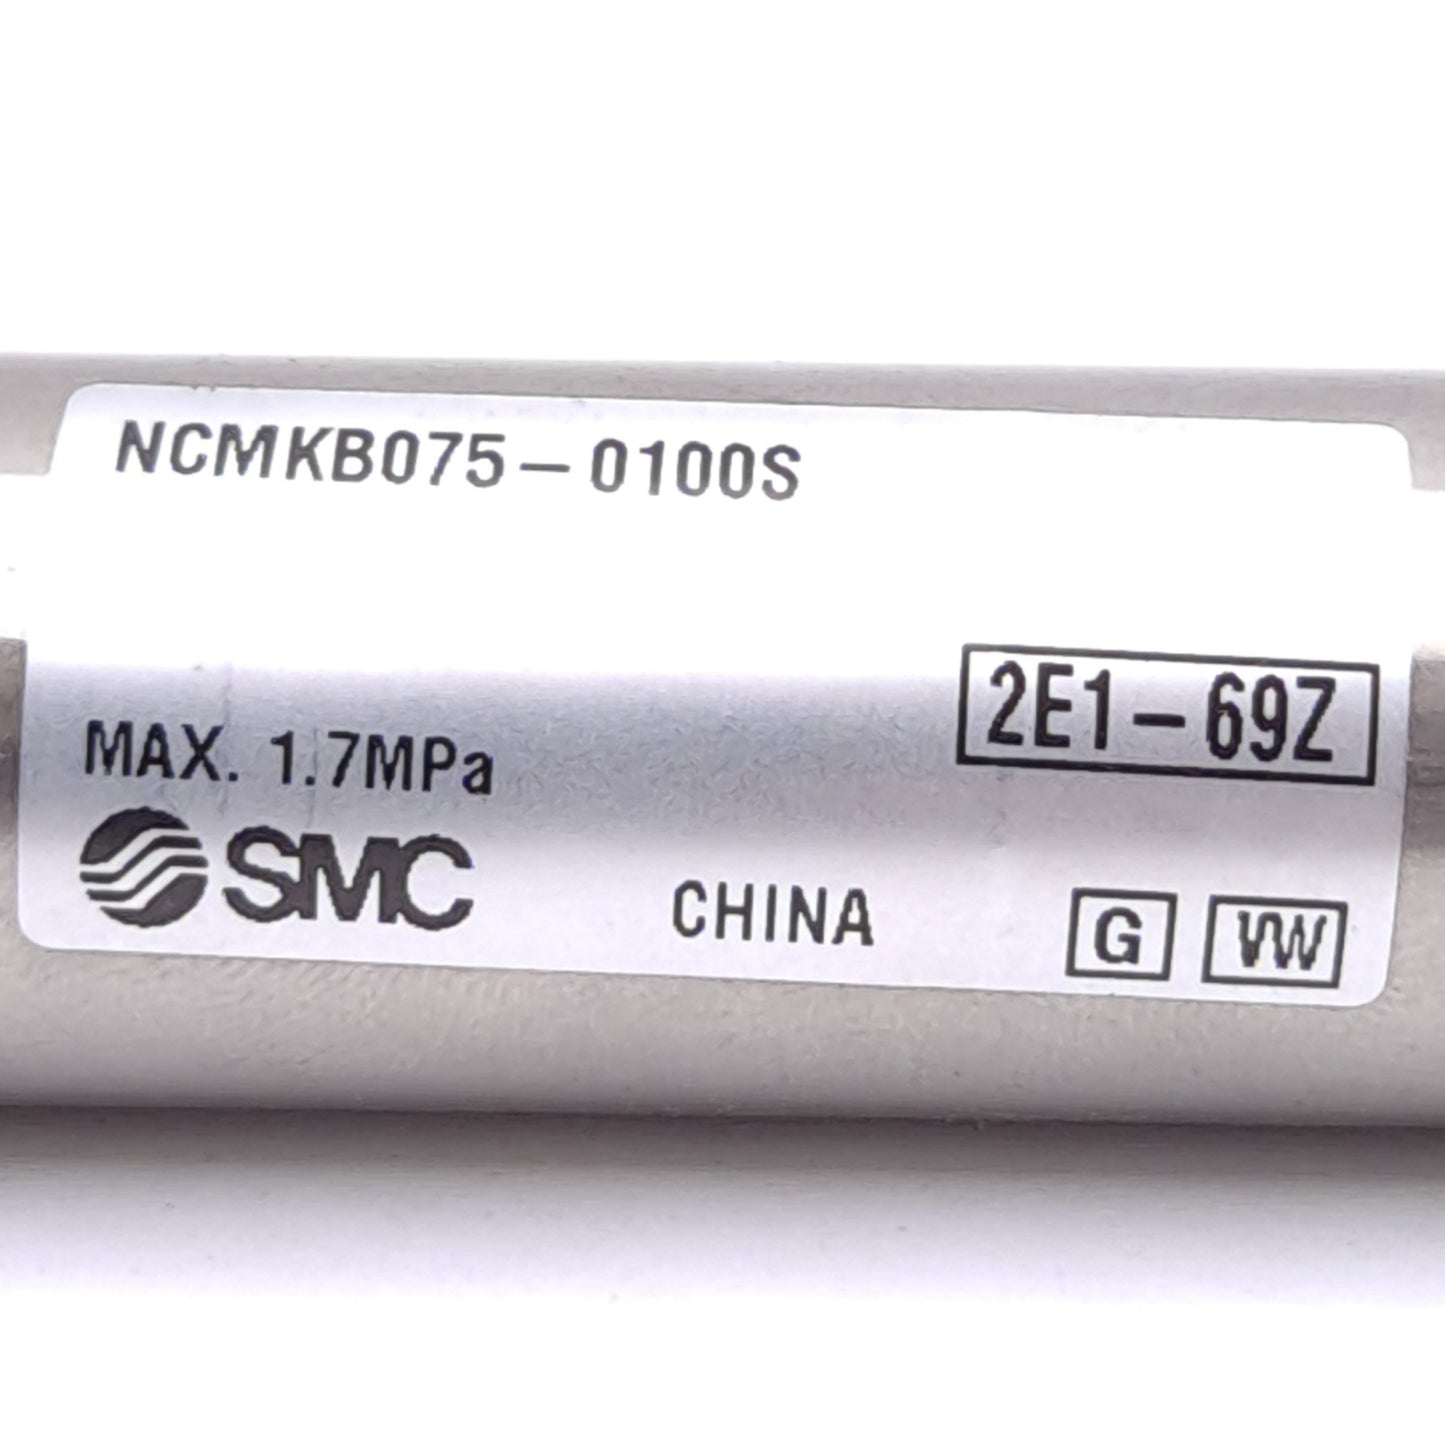 NCMKB075-0100S
2E1-69Z
MAX. 1.7MPa
SMC
CHINA
G
VW